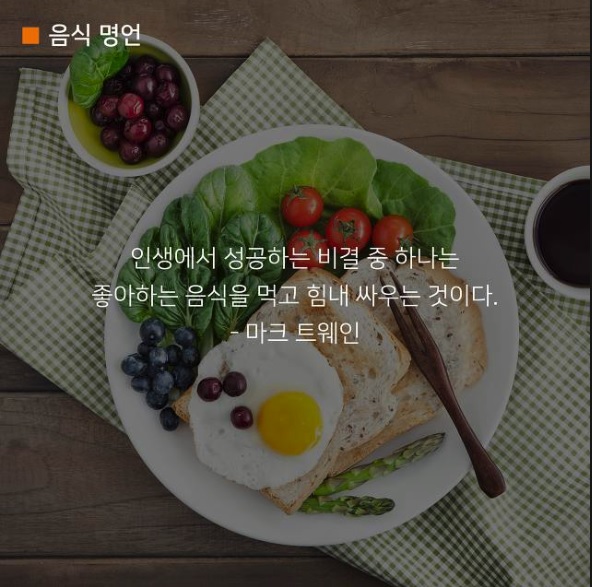 음식 명언
인생에서 성공하는 비결 중 하나는
좋아하는 음식을 먹고 힘내 싸우는 것이다.
- 마크 트웨인